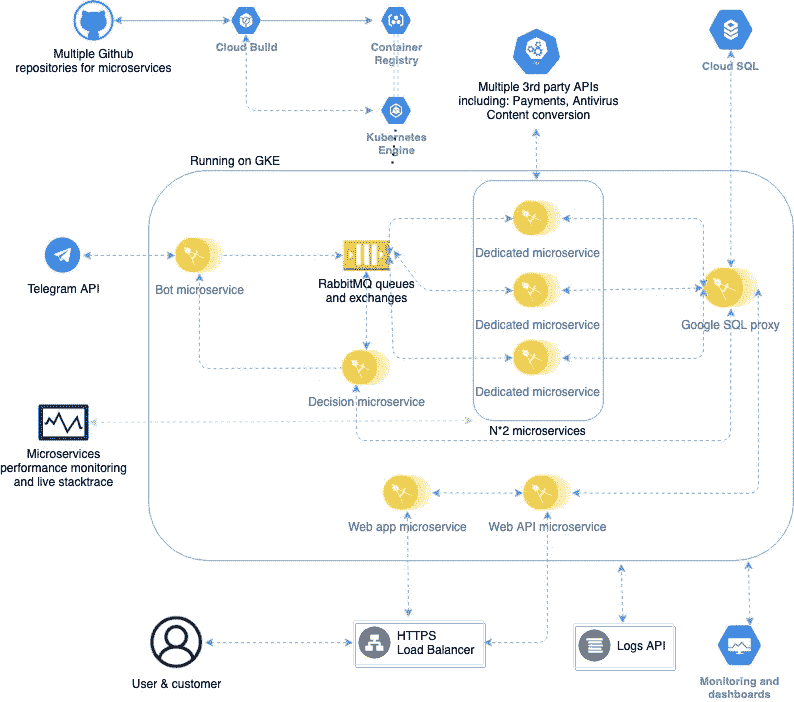 Multiple Github
repositories for microservices
Cloud Build
Container
Registry
Kubernetes
Engine
Multiple 3rd party APIs
including: Payments, Antivirus
Content conversion
Cloud SQL
Running on GKE
Telegram API
Bot microservice
RabbitMQ queues
and exchanges
Dedicated microservice
Dedicated microservice
Dedicated microservice
Google SQL proxy
Decision microservice
N*2 microservices
Microservices
performance monitoring
and live stacktrace
Web app microservice
Web API microservice
User & customer
HTTPS
Load Balancer
Logs API
Monitoring and
dashboards